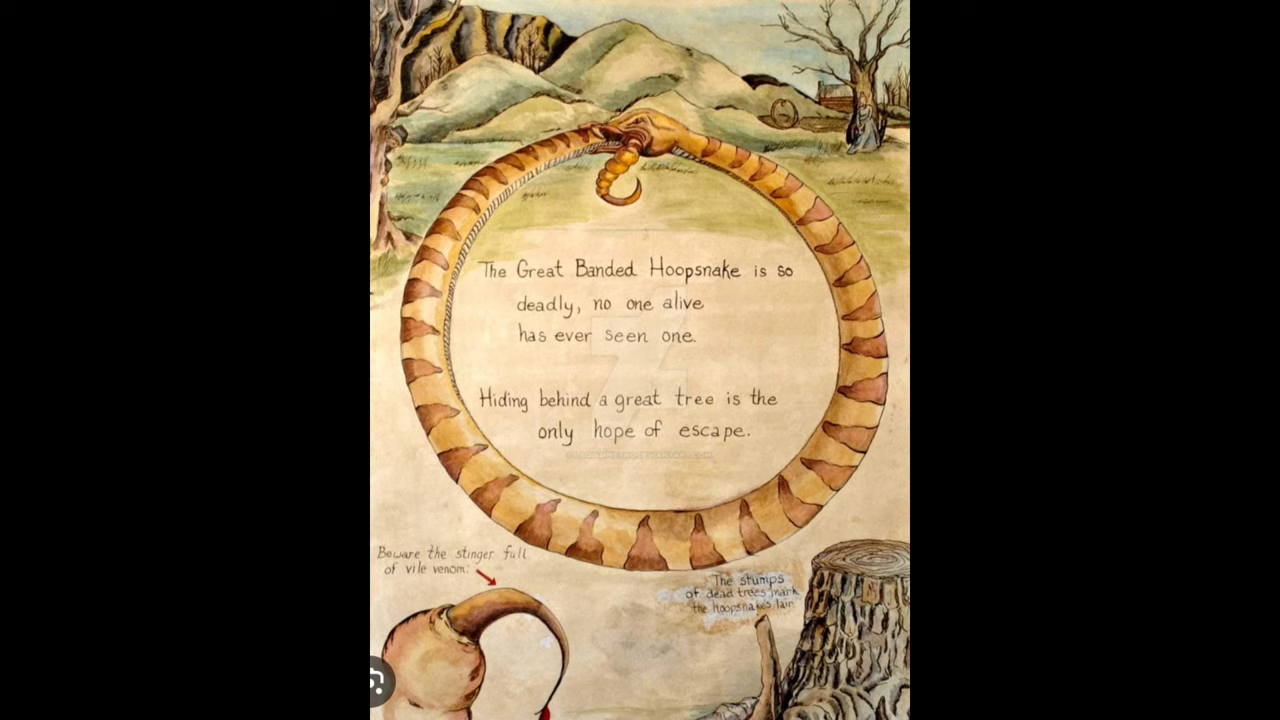 The Great Banded Hoopsnake is so
deadly, no one alive
has ever seen one.
Hiding behind a great tree is the
only hope of escape.
Beware the stinger full
of vile venom:
The stumps
of dead trees mark
the hoopsnake's lair.